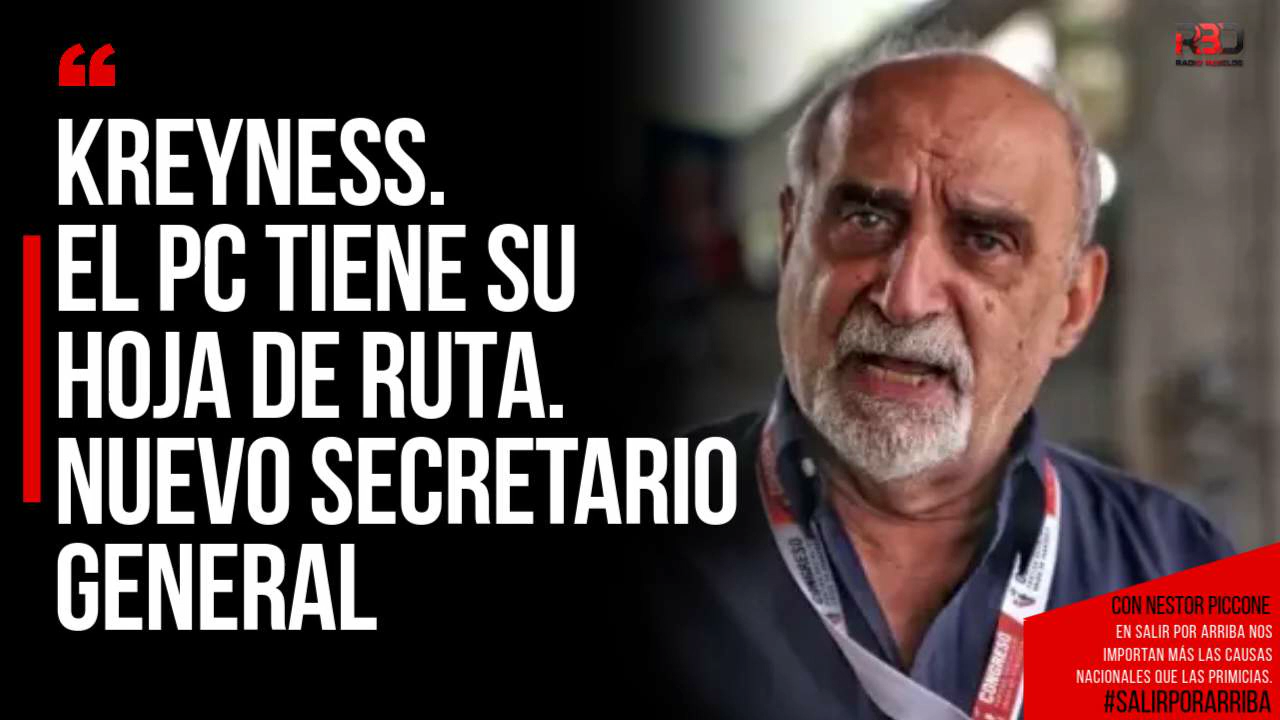 “
KREYNESS.
EL PC TIENE SU
HOJA DE RUTA.
NUEVO SECRETARIO
GENERAL
RBD
CONGRESO
CONGRESO
CON NESTOR PICCONE
EN SALIR POR ARRIBA NOS
IMPORTAN MÁS LAS CAUSAS
NACIONALES QUE LAS PRIMICIAS.
#SALIRPORARRIBA